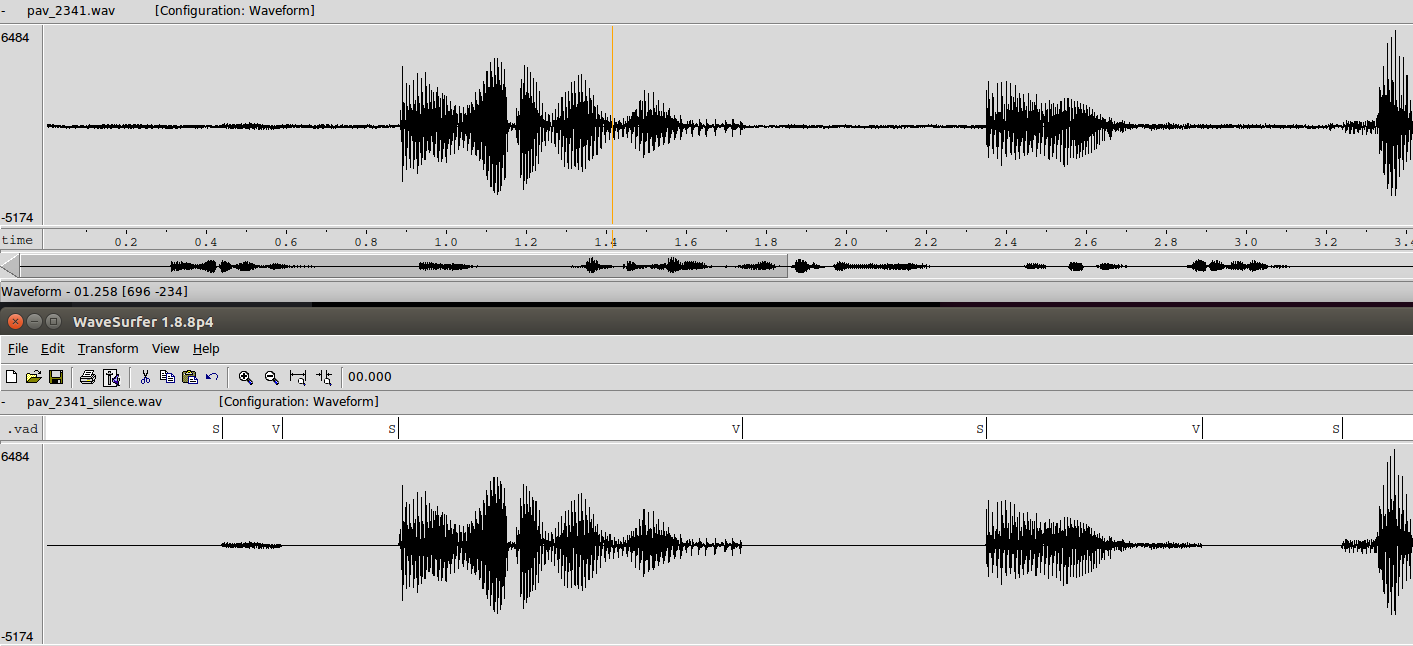 - pav_2341.wav [Configuration: Waveform]
6484
-5174
time 0.2 0.4 0.6 0.8 1.0 1.2 1.4 1.6 1.8 2.0 2.2 2.4 2.6 2.8 3.0 3.2 3.4
Waveform - 01.258 [696 -234]
WaveSurfer 1.8.8p4
File Edit Transform View Help
00.000
- pav_2341_silence.wav [Configuration: Waveform]
.vad S V S V S V S
6484
-5174